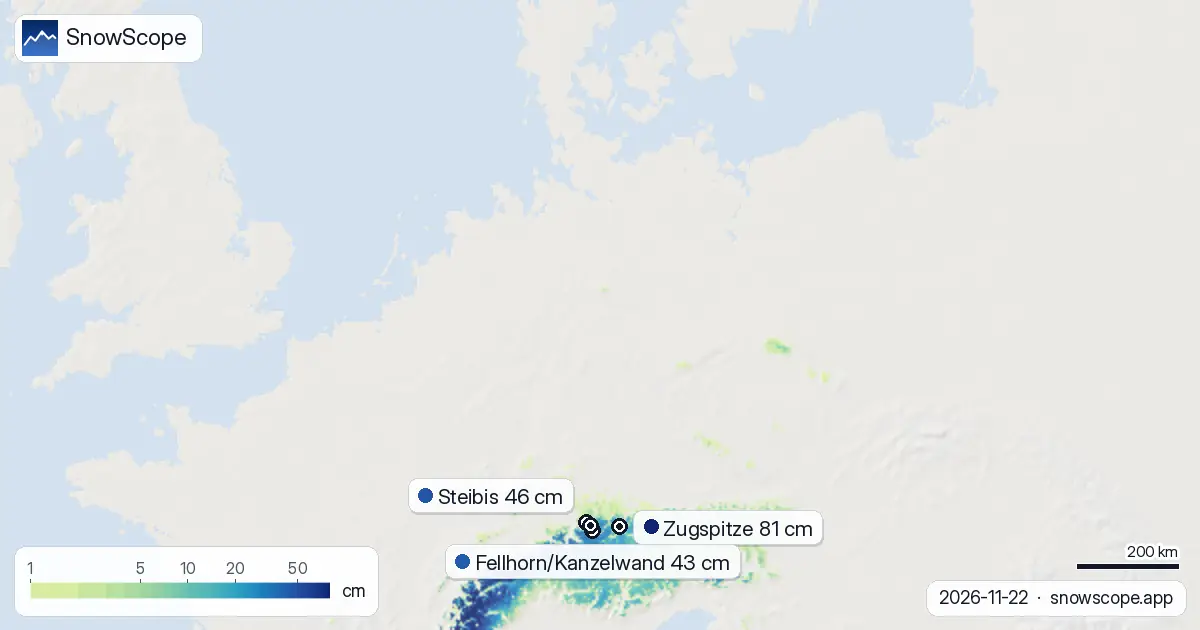 SnowScope
Steibis 46 cm
Zugspitze 81 cm
Fellhorn/Kanzelwand 43 cm
1 5 10 20 50
cm
200 km
2026-11-22 · snowscope.app